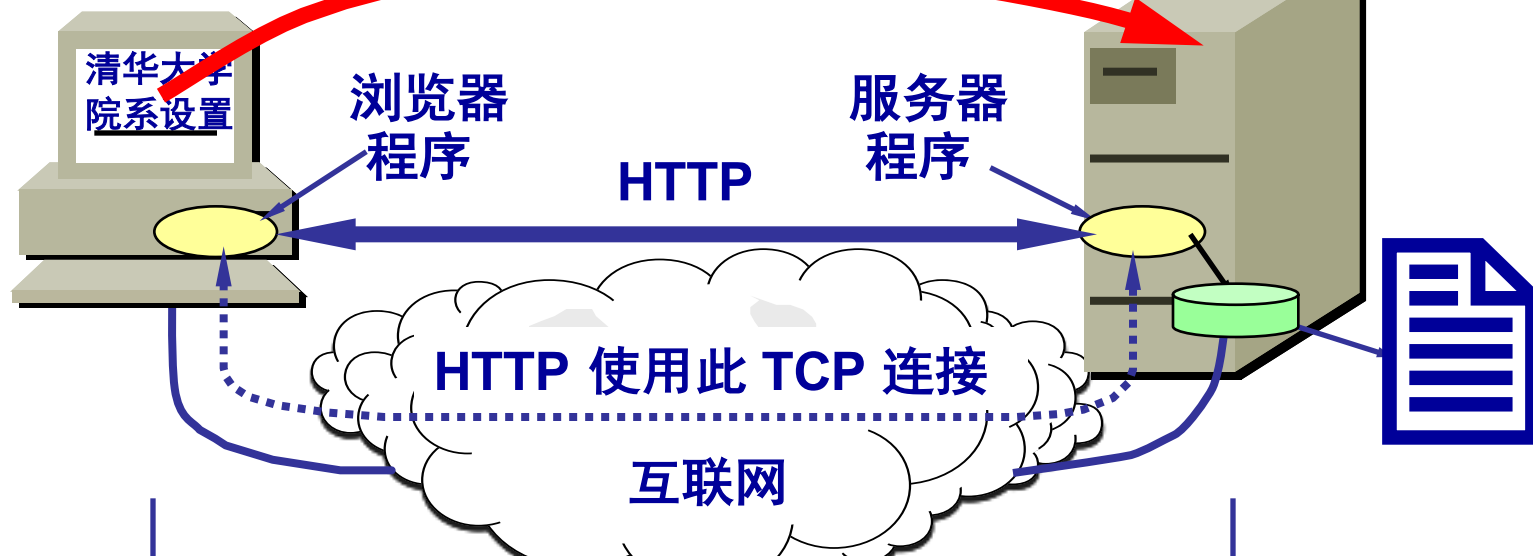 清华大学
院系设置
浏览器
程序
服务器
程序
HTTP
HTTP 使用此 TCP 连接
互联网